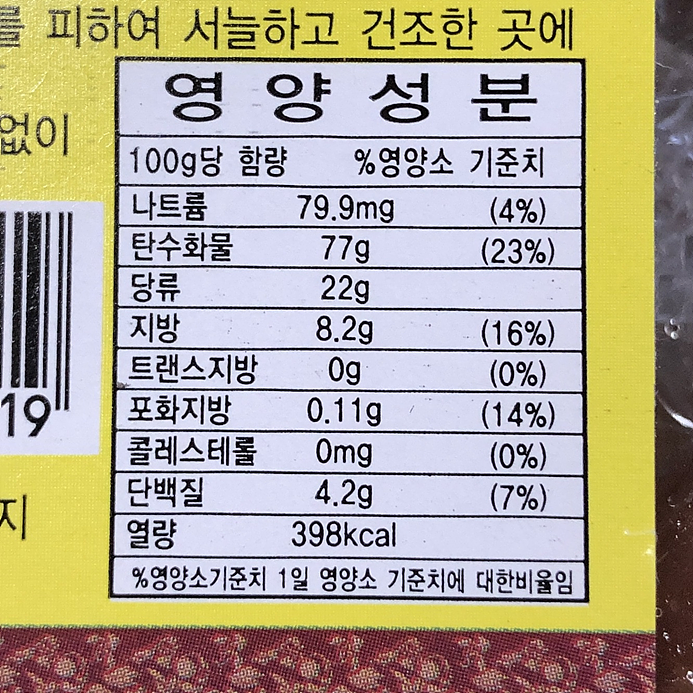 를 피하여 서늘하고 건조한 곳에
없이
영 양 성 분
100g당 함량 %영양소 기준치
나트륨 79.9mg (4%)
탄수화물 77g (23%)
당류 22g
지방 8.2g (16%)
트랜스지방 0g (0%)
포화지방 0.11g (14%)
콜레스테롤 0mg (0%)
단백질 4.2g (7%)
열량 398kcal
%영양소기준치 1일 영양소 기준치에 대한비율임
19
지